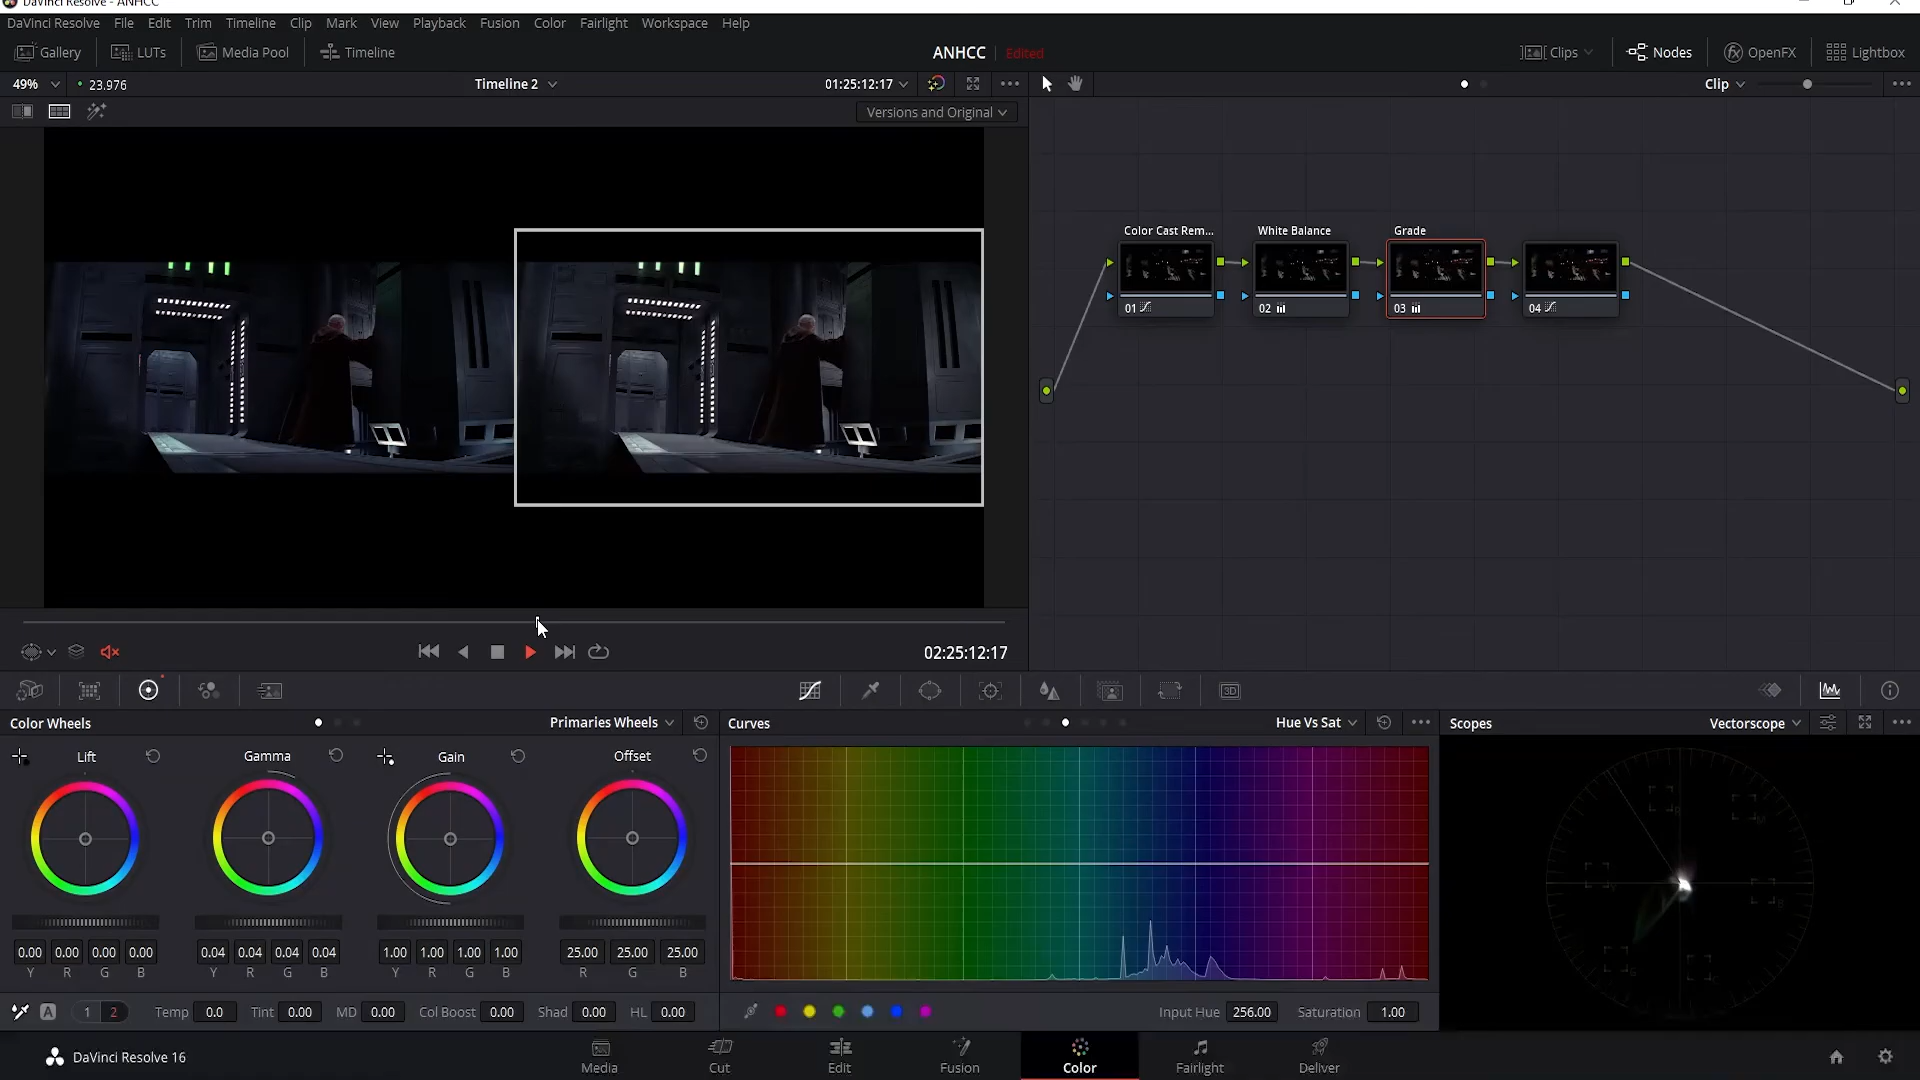 DaVinci Resolve - ANHCC
DaVinci Resolve File Edit Trim Timeline Clip Mark View Playback Fusion Color Fairlight Workspace Help
Gallery LUTs Media Pool Timeline ANHCC Edited Clips Nodes OpenFX Lightbox
49% 23.976 Timeline 2 01:25:12:17 Clip
Versions and Original
Color Cast Rem... White Balance Grade
01 02 03 04
02:25:12:17
Color Wheels Primaries Wheels Curves Hue Vs Sat Scopes Vectorscope
Lift Gamma Gain Offset
0.00 0.00 0.00 0.00 0.04 0.04 0.04 0.04 1.00 1.00 1.00 1.00 25.00 25.00 25.00
Y R G B Y R G B Y R G B R G B
A 1 2 Temp 0.0 Tint 0.00 MD 0.00 Col Boost 0.00 Shad 0.00 HL 0.00 Input Hue 256.00 Saturation 1.00
DaVinci Resolve 16 Media Cut Edit Fusion Color Fairlight Deliver